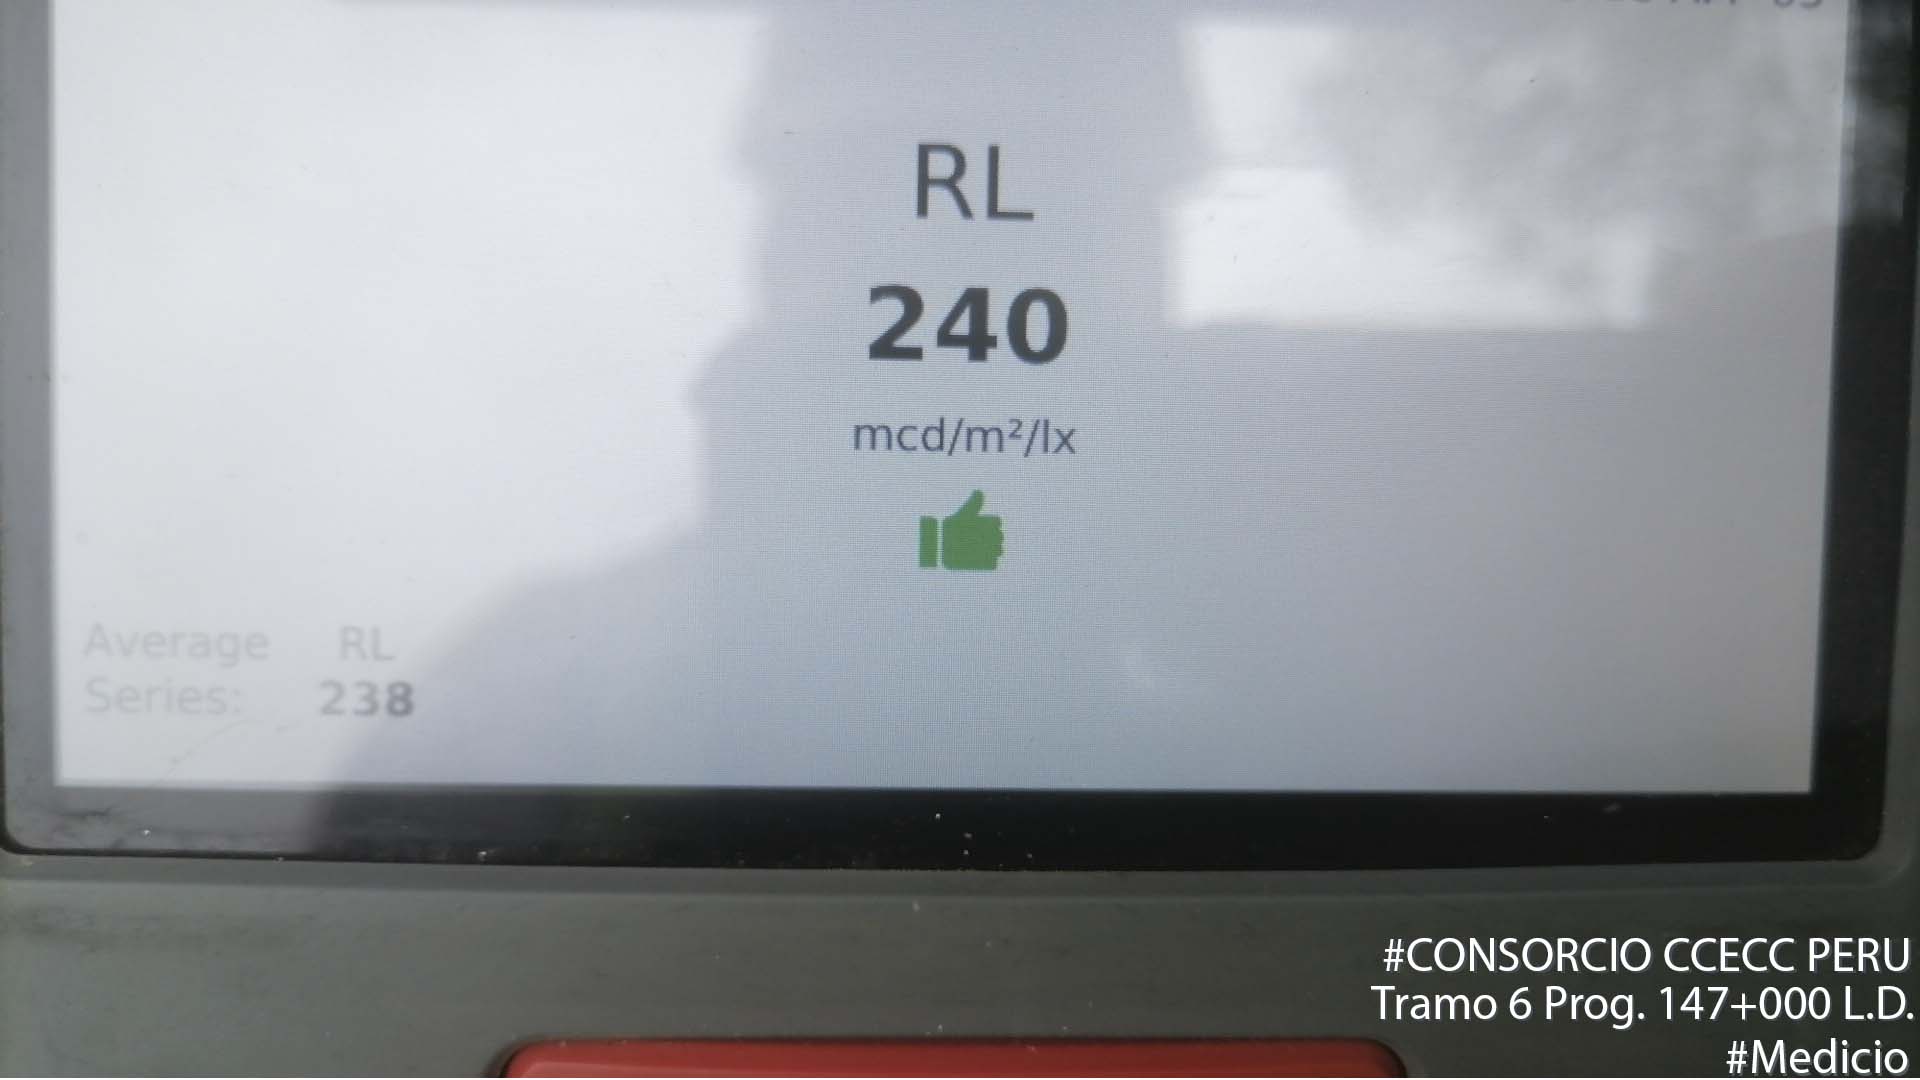 RL
240
mcd/m²/lx
Average RL
Series: 238
#CONSORCIO CCECC PERU
Tramo 6 Prog. 147+000 L.D.
#Medicio